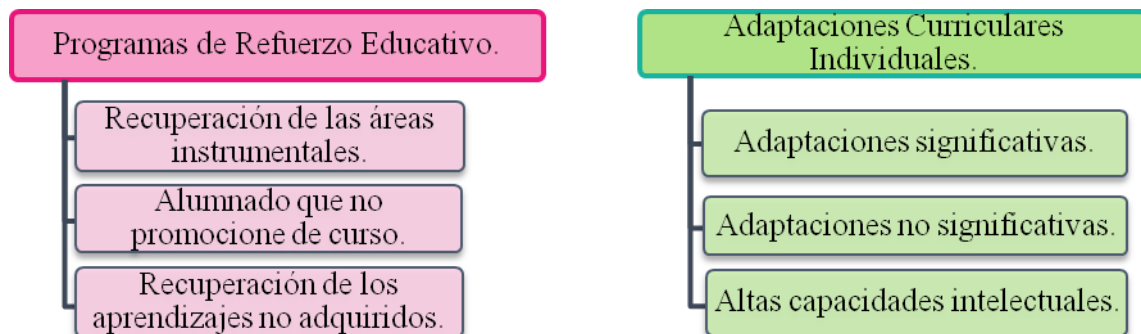 Programas de Refuerzo Educativo.
Recuperación de las áreas
instrumentales.
Alumnado que no
promocione de curso.
Recuperación de los
aprendizajes no adquiridos.
Adaptaciones Curriculares
Individuales.
Adaptaciones significativas.
Adaptaciones no significativas.
Altas capacidades intelectuales.